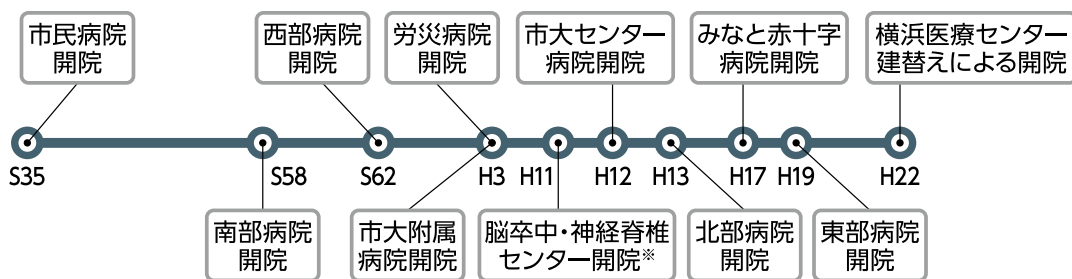 市民病院
開院
西部病院
開院
労災病院
開院
市大センター
病院開院
みなと赤十字
病院開院
横浜医療センター
建替えによる開院
S35
S58
S62
H3
H11
H12
H13
H17
H19
H22
南部病院
開院
市大附属
病院開院
脳卒中・神経脊椎
センター開院※
北部病院
開院
東部病院
開院